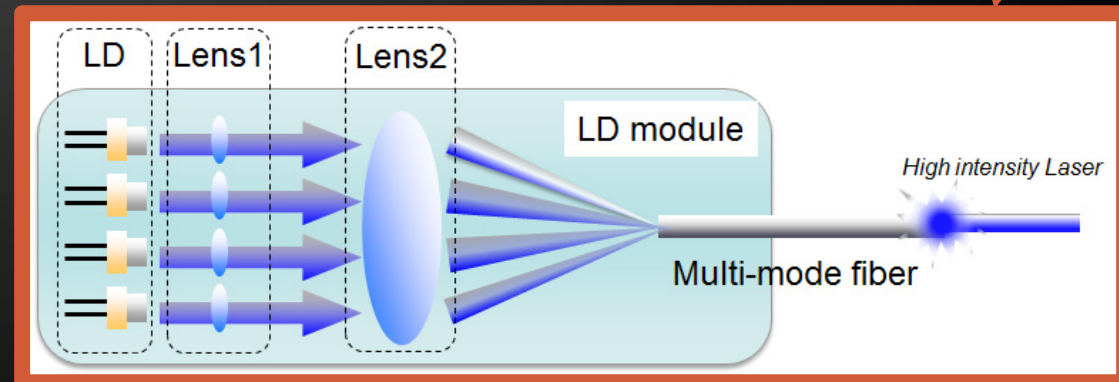 LD
Lens1
Lens2
LD module
High intensity Laser
Multi-mode fiber